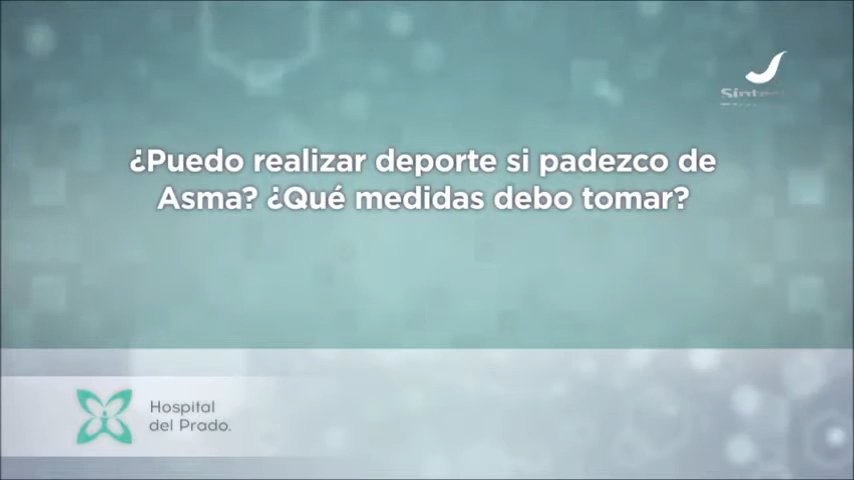 ¿Puedo realizar deporte si padezco de
Asma? ¿Qué medidas debo tomar?
Hospital
del Prado.